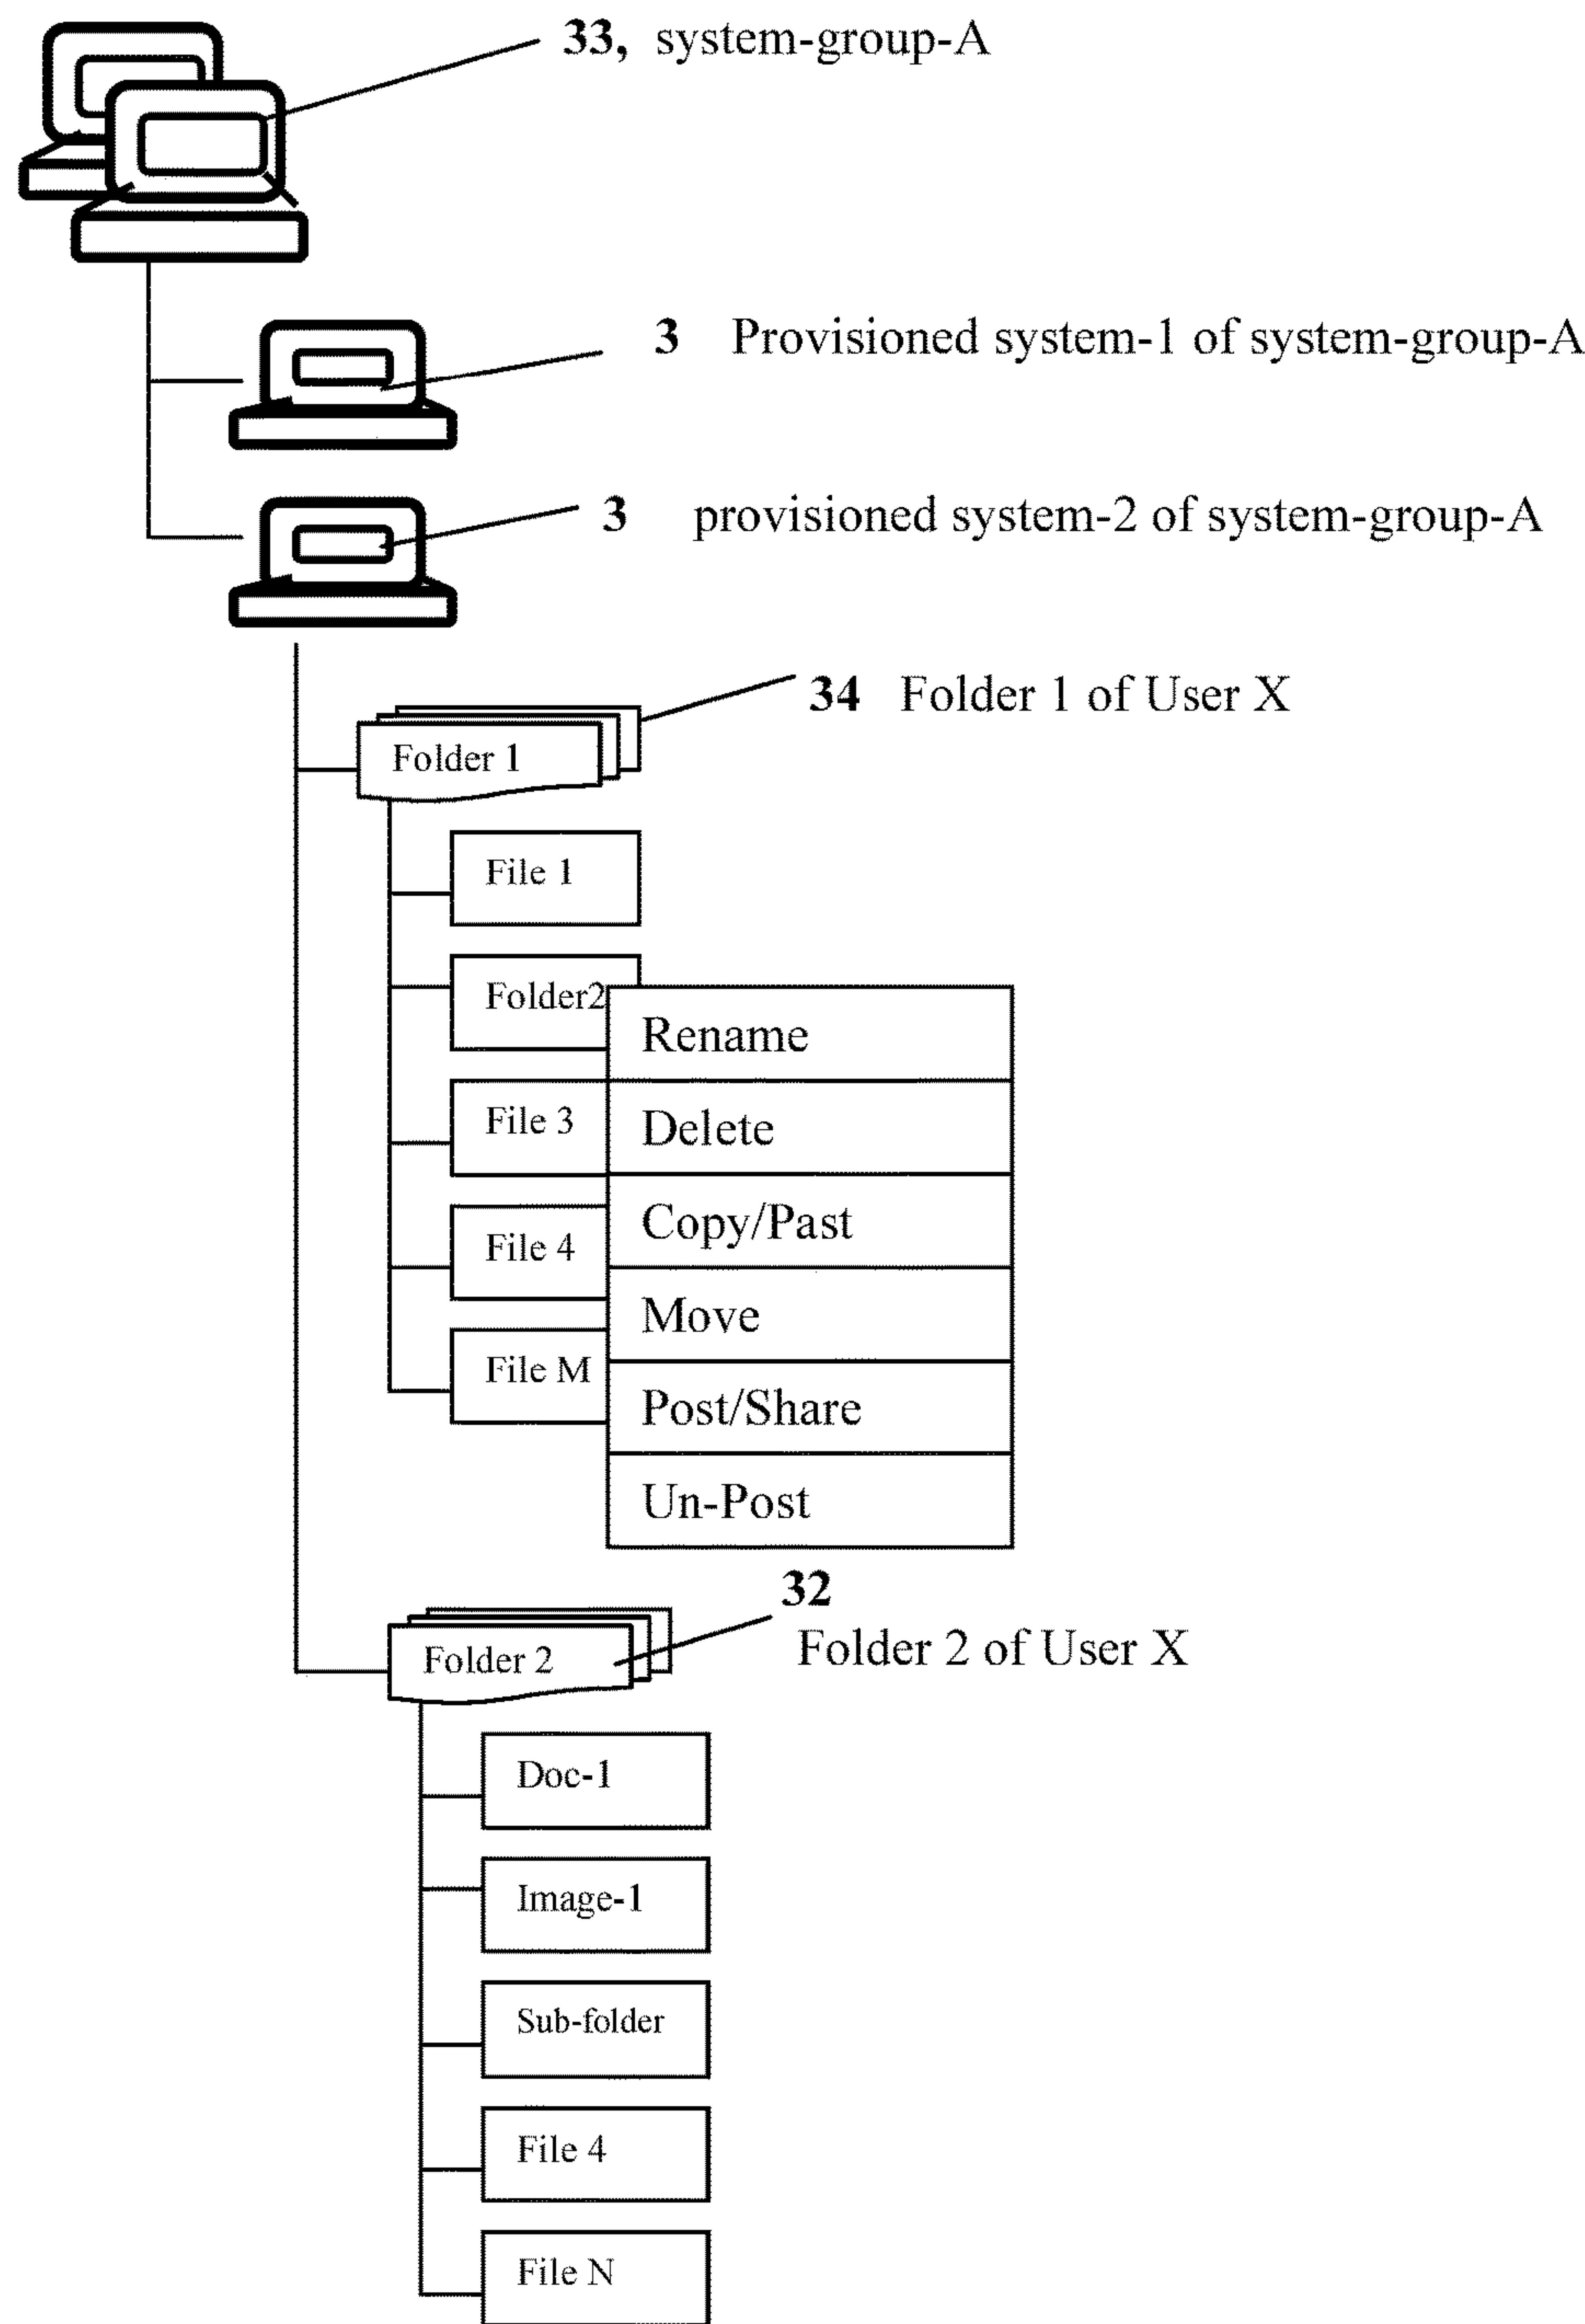 33, system-group-A
3 Provisioned system-1 of system-group-A
3 provisioned system-2 of system-group-A
34 Folder 1 of User X
Folder 1
File 1
Folder2
Rename
File 3
Delete
Copy/Past
File 4
Move
File M
Post/Share
Un-Post
32
Folder 2 of User X
Folder 2
Doc-1
Image-1
Sub-folder
File 4
File N